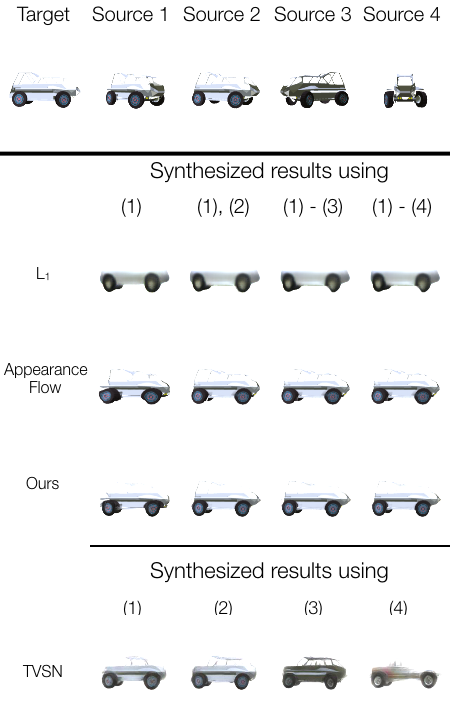 Target Source 1 Source 2 Source 3 Source 4
Synthesized results using
(1) (1), (2) (1) - (3) (1) - (4)
L1
Appearance
Flow
Ours
Synthesized results using
(1) (2) (3) (4)
TVSN